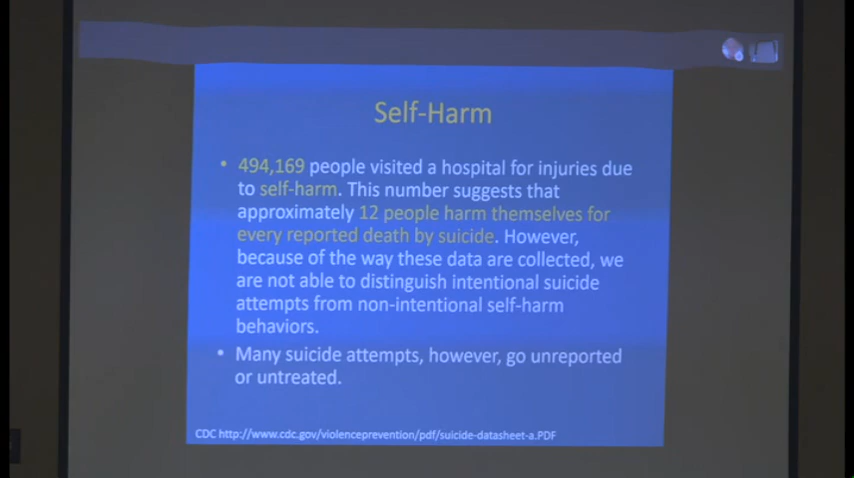 Self-Harm
• 494,169 people visited a hospital for injuries due
to self-harm. This number suggests that
approximately 12 people harm themselves for
every reported death by suicide. However,
because of the way these data are collected, we
are not able to distinguish intentional suicide
attempts from non-intentional self-harm
behaviors.
• Many suicide attempts, however, go unreported
or untreated.
CDC http://www.cdc.gov/violenceprevention/pdf/suicide-datasheet-a.PDF